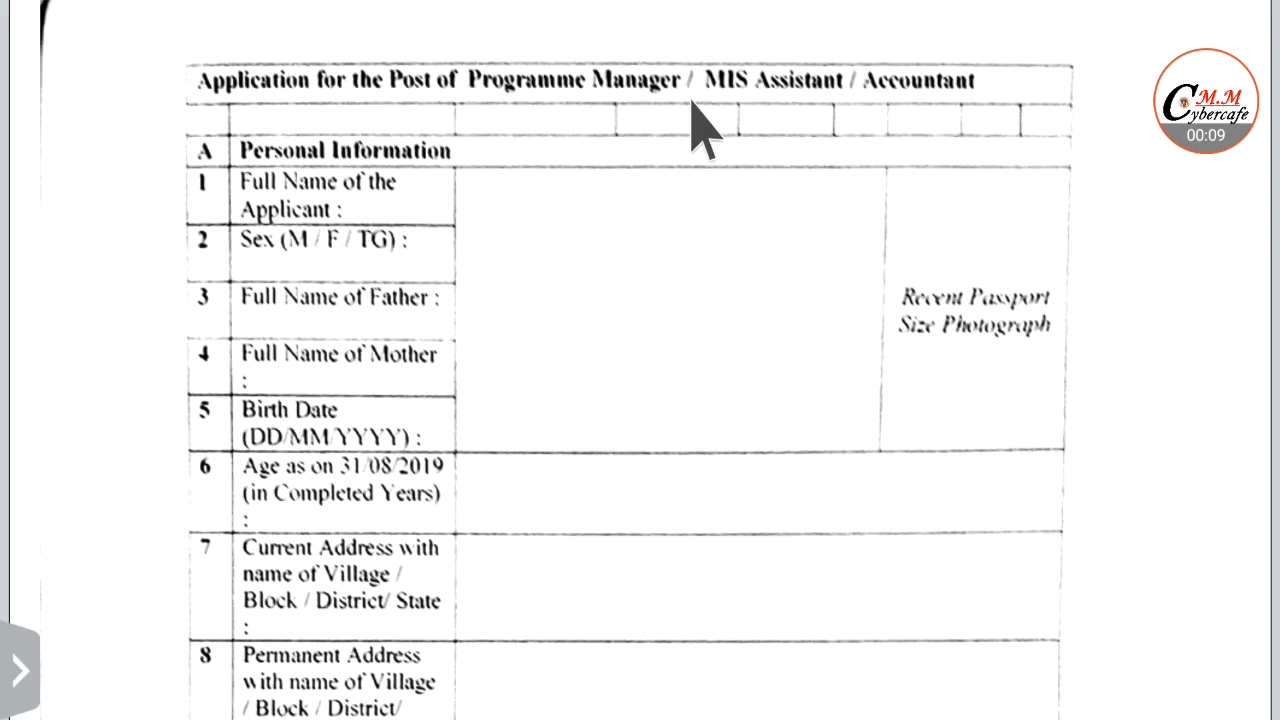 Application for the Post of Programme Manager / MIS Assistant / Accountant
A Personal Information
1 Full Name of the
Applicant :
2 Sex (M / F / TG) :
3 Full Name of Father :
4 Full Name of Mother
:
5 Birth Date
(DD/MM/YYYY) :
Recent Passport
Size Photograph
6 Age as on 31/08/2019
(in Completed Years)
:
7 Current Address with
name of Village /
Block / District/ State
:
8 Permanent Address
with name of Village
/ Block / District/
C M.M
ybercafe
00:09